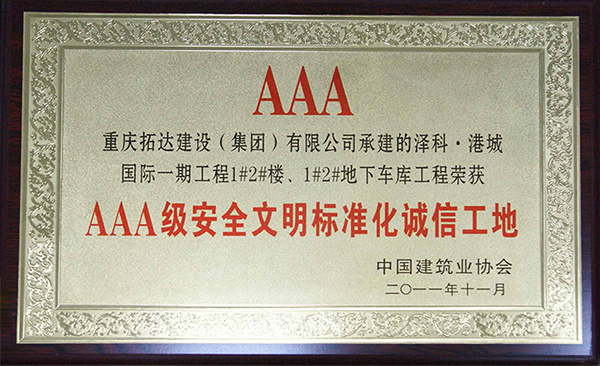 AAA
重庆拓达建设（集团）有限公司承建的泽科·港城
国际一期工程1#2#楼、1#2#地下车库工程荣获
AAA级安全文明标准化诚信工地
中国建筑业协会
二〇一一年十一月